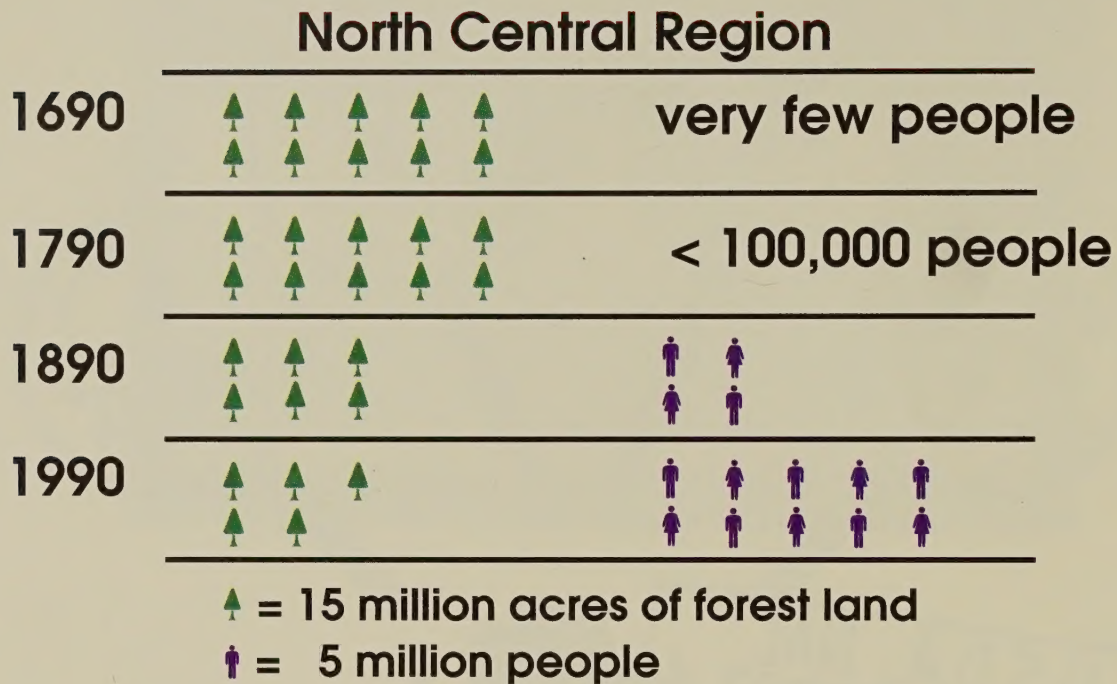 North Central Region
1690 very few people
1790 < 100,000 people
1890
1990
= 15 million acres of forest land
= 5 million people